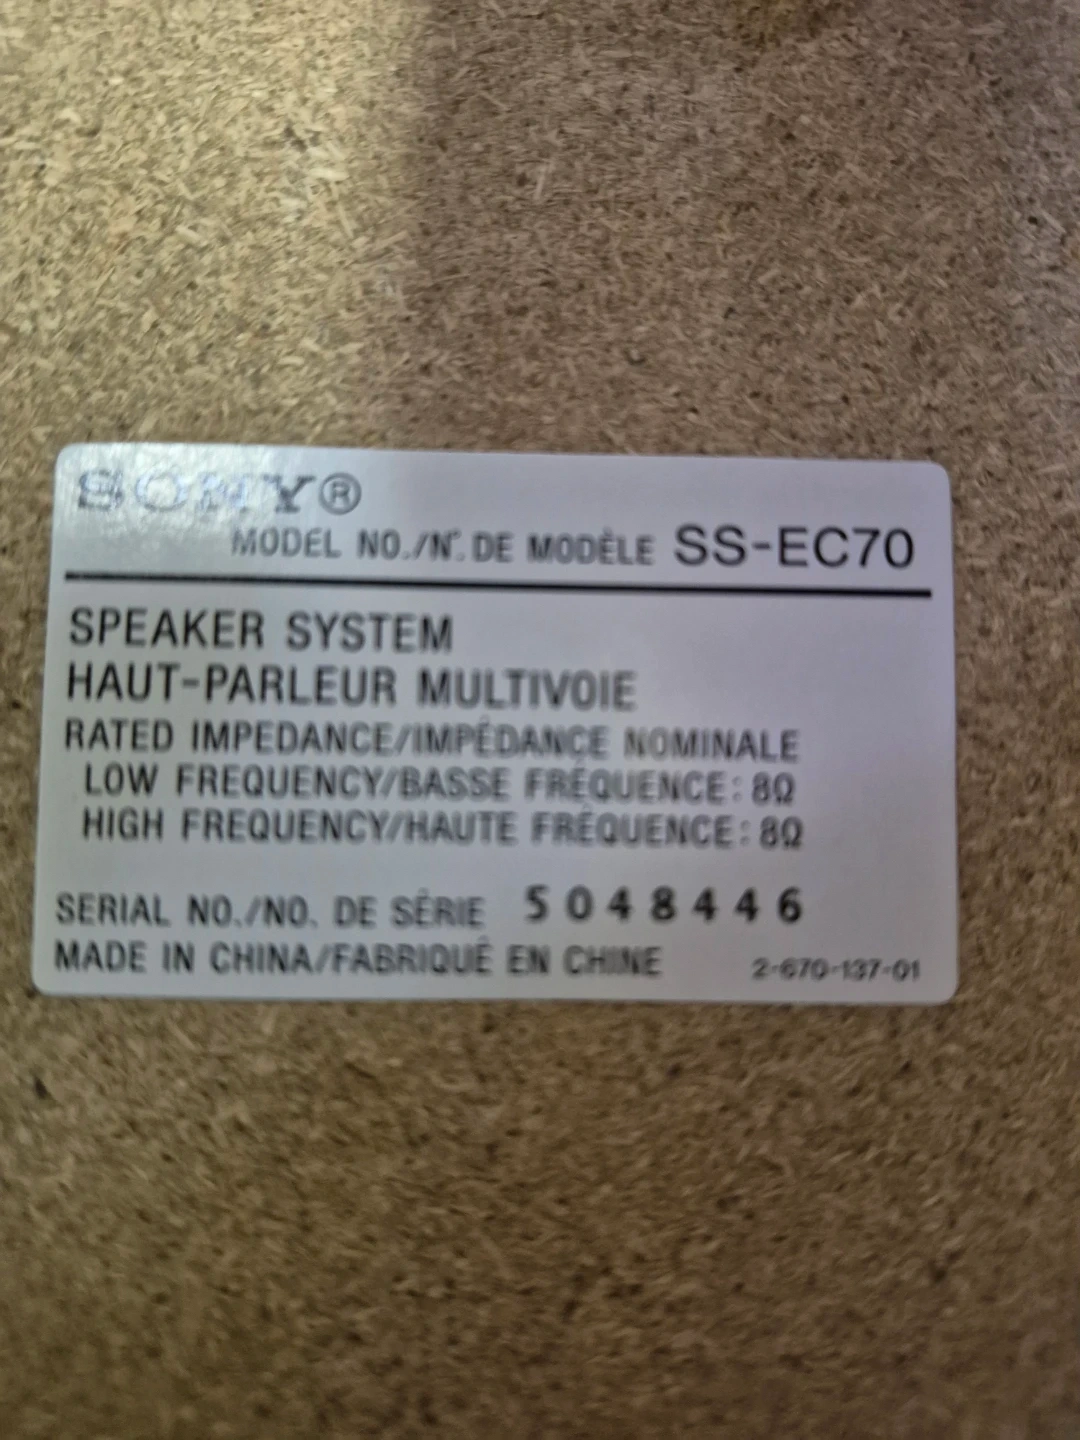 SONY®
MODEL NO./N°. DE MODÈLE SS-EC70
SPEAKER SYSTEM
HAUT-PARLEUR MULTIVOIE
RATED IMPEDANCE/IMPÉDANCE NOMINALE
LOW FREQUENCY/BASSE FRÉQUENCE: 8Ω
HIGH FREQUENCY/HAUTE FRÉQUENCE: 8Ω
SERIAL NO./NO. DE SÉRIE 5048446
MADE IN CHINA/FABRIQUÉ EN CHINE 2-670-137-01